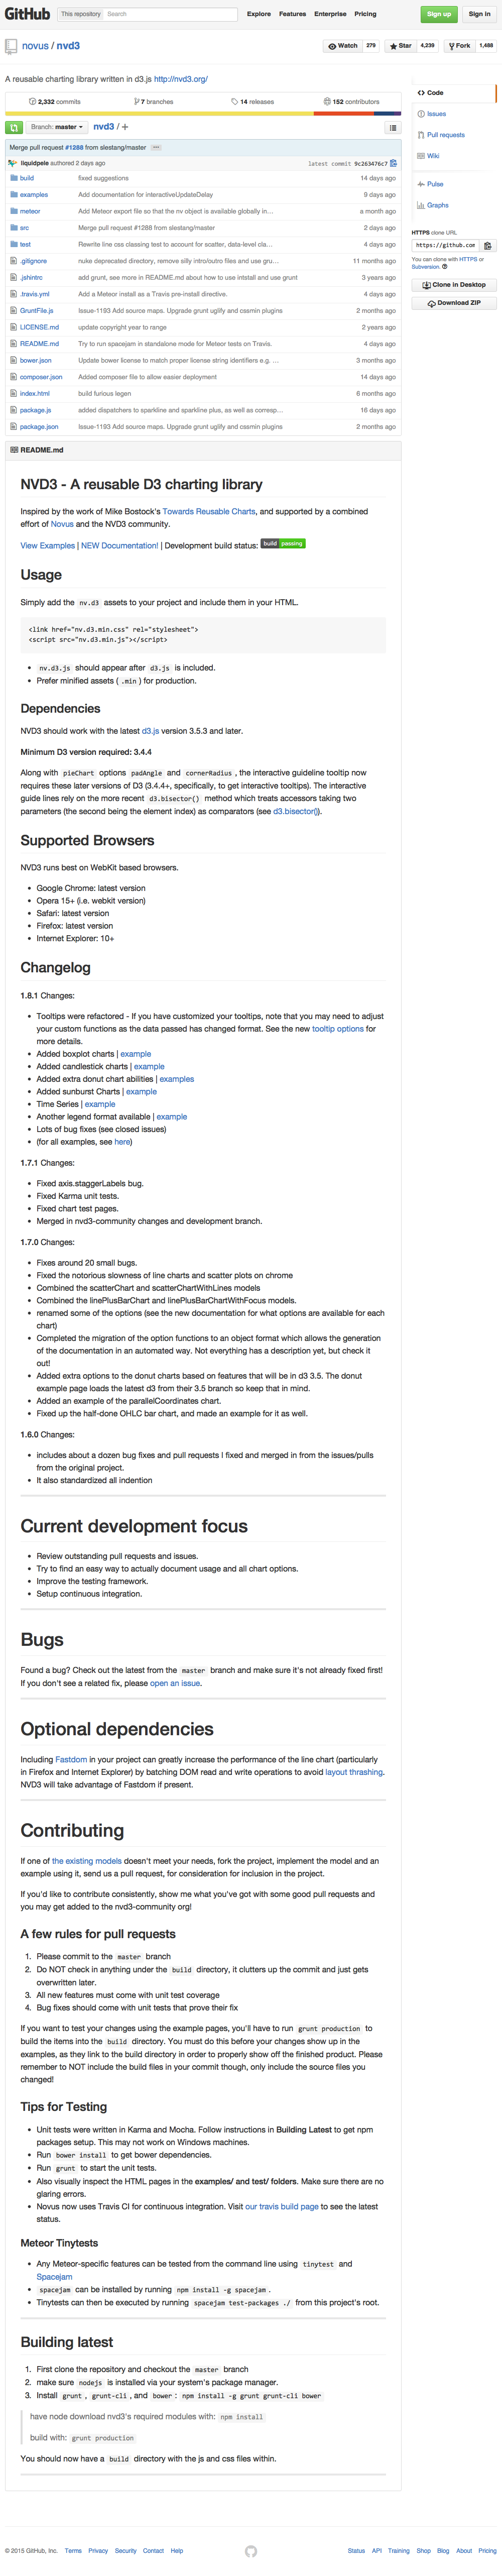 GitHub This repository Search Explore Features Enterprise Pricing Sign up Sign in
novus / nvd3 Watch 279 Star 4,239 Fork 1,488
A reusable charting library written in d3.js http://nvd3.org/
2,332 commits 7 branches 14 releases 152 contributors
Branch: master nvd3 / +
Merge pull request #1288 from slestang/master ...
liquidpele authored 2 days ago latest commit 9c263476c7
build fixed suggestions 14 days ago
examples Add documentation for interactiveUpdateDelay 9 days ago
meteor Add Meteor export file so that the nv object is available globally in… a month ago
src Merge pull request #1288 from slestang/master 2 days ago
test Rewrite line css classing test to account for scatter, data-level cla… 4 days ago
.gitignore nuke deprecated directory, remove silly intro/outro files and use gru… 11 months ago
.jshintrc add grunt, see more in README.md about how to use intstall and use grunt 3 years ago
.travis.yml Add a Meteor install as a Travis pre-install directive. 4 days ago
GruntFile.js Issue-1193 Add source maps. Upgrade grunt uglify and cssmin plugins 2 months ago
LICENSE.md update copyright year to range 2 years ago
README.md Try to run spacejam in standalone mode for Meteor tests on Travis. 4 days ago
bower.json Update bower license to match proper license string identifiers e.g. … 3 months ago
composer.json Added composer file to allow easier deployment 14 days ago
index.html build furious legen 6 months ago
package.js added dispatchers to sparkline and sparkline plus, as well as corresp… 16 days ago
package.json Issue-1193 Add source maps. Upgrade grunt uglify and cssmin plugins 2 months ago
Code
Issues
Pull requests
Wiki
Pulse
Graphs
HTTPS clone URL
https://github.com
You can clone with HTTPS or
Subversion.
Clone in Desktop
Download ZIP
README.md
NVD3 - A reusable D3 charting library
Inspired by the work of Mike Bostock's Towards Reusable Charts, and supported by a combined
effort of Novus and the NVD3 community.
View Examples | NEW Documentation! | Development build status: build passing
Usage
Simply add the nv.d3 assets to your project and include them in your HTML.
<link href="nv.d3.min.css" rel="stylesheet">
<script src="nv.d3.min.js"></script>
• nv.d3.js should appear after d3.js is included.
• Prefer minified assets ( .min ) for production.
Dependencies
NVD3 should work with the latest d3.js version 3.5.3 and later.
Minimum D3 version required: 3.4.4
Along with pieChart options padAngle and cornerRadius , the interactive guideline tooltip now
requires these later versions of D3 (3.4.4+, specifically, to get interactive tooltips). The interactive
guide lines rely on the more recent d3.bisector() method which treats accessors taking two
parameters (the second being the element index) as comparators (see d3.bisector()).
Supported Browsers
NVD3 runs best on WebKit based browsers.
• Google Chrome: latest version
• Opera 15+ (i.e. webkit version)
• Safari: latest version
• Firefox: latest version
• Internet Explorer: 10+
Changelog
1.8.1 Changes:
• Tooltips were refactored - If you have customized your tooltips, note that you may need to adjust
your custom functions as the data passed has changed format. See the new tooltip options for
more details.
• Added boxplot charts | example
• Added candlestick charts | example
• Added extra donut chart abilities | examples
• Added sunburst Charts | example
• Time Series | example
• Another legend format available | example
• Lots of bug fixes (see closed issues)
• (for all examples, see here)
1.7.1 Changes:
• Fixed axis.staggerLabels bug.
• Fixed Karma unit tests.
• Fixed chart test pages.
• Merged in nvd3-community changes and development branch.
1.7.0 Changes:
• Fixes around 20 small bugs.
• Fixed the notorious slowness of line charts and scatter plots on chrome
• Combined the scatterChart and scatterChartWithLines models
• Combined the linePlusBarChart and linePlusBarChartWithFocus models.
• renamed some of the options (see the new documentation for what options are available for each
chart)
• Completed the migration of the option functions to an object format which allows the generation
of the documentation in an automated way. Not everything has a description yet, but check it
out!
• Added extra options to the donut charts based on features that will be in d3 3.5. The donut
example page loads the latest d3 from their 3.5 branch so keep that in mind.
• Added an example of the parallelCoordinates chart.
• Fixed up the half-done OHLC bar chart, and made an example for it as well.
1.6.0 Changes:
• includes about a dozen bug fixes and pull requests I fixed and merged in from the issues/pulls
from the original project.
• It also standardized all indention
Current development focus
• Review outstanding pull requests and issues.
• Try to find an easy way to actually document usage and all chart options.
• Improve the testing framework.
• Setup continuous integration.
Bugs
Found a bug? Check out the latest from the master branch and make sure it's not already fixed first!
If you don't see a related fix, please open an issue.
Optional dependencies
Including Fastdom in your project can greatly increase the performance of the line chart (particularly
in Firefox and Internet Explorer) by batching DOM read and write operations to avoid layout thrashing.
NVD3 will take advantage of Fastdom if present.
Contributing
If one of the existing models doesn't meet your needs, fork the project, implement the model and an
example using it, send us a pull request, for consideration for inclusion in the project.
If you'd like to contribute consistently, show me what you've got with some good pull requests and
you may get added to the nvd3-community org!
A few rules for pull requests
1. Please commit to the master branch
2. Do NOT check in anything under the build directory, it clutters up the commit and just gets
overwritten later.
3. All new features must come with unit test coverage
4. Bug fixes should come with unit tests that prove their fix
If you want to test your changes using the example pages, you'll have to run grunt production to
build the items into the build directory. You must do this before your changes show up in the
examples, as they link to the build directory in order to properly show off the finished product. Please
remember to NOT include the build files in your commit though, only include the source files you
changed!
Tips for Testing
• Unit tests were written in Karma and Mocha. Follow instructions in Building Latest to get npm
packages setup. This may not work on Windows machines.
• Run bower install to get bower dependencies.
• Run grunt to start the unit tests.
• Also visually inspect the HTML pages in the examples/ and test/ folders. Make sure there are no
glaring errors.
• Novus now uses Travis CI for continuous integration. Visit our travis build page to see the latest
status.
Meteor Tinytests
• Any Meteor-specific features can be tested from the command line using tinytest and
Spacejam
• spacejam can be installed by running npm install -g spacejam .
• Tinytests can then be executed by running spacejam test-packages ./ from this project's root.
Building latest
1. First clone the repository and checkout the master branch
2. make sure nodejs is installed via your system's package manager.
3. Install grunt , grunt-cli , and bower : npm install -g grunt grunt-cli bower
have node download nvd3's required modules with: npm install
build with: grunt production
You should now have a build directory with the js and css files within.
© 2015 GitHub, Inc. Terms Privacy Security Contact Help Status API Training Shop Blog About Pricing